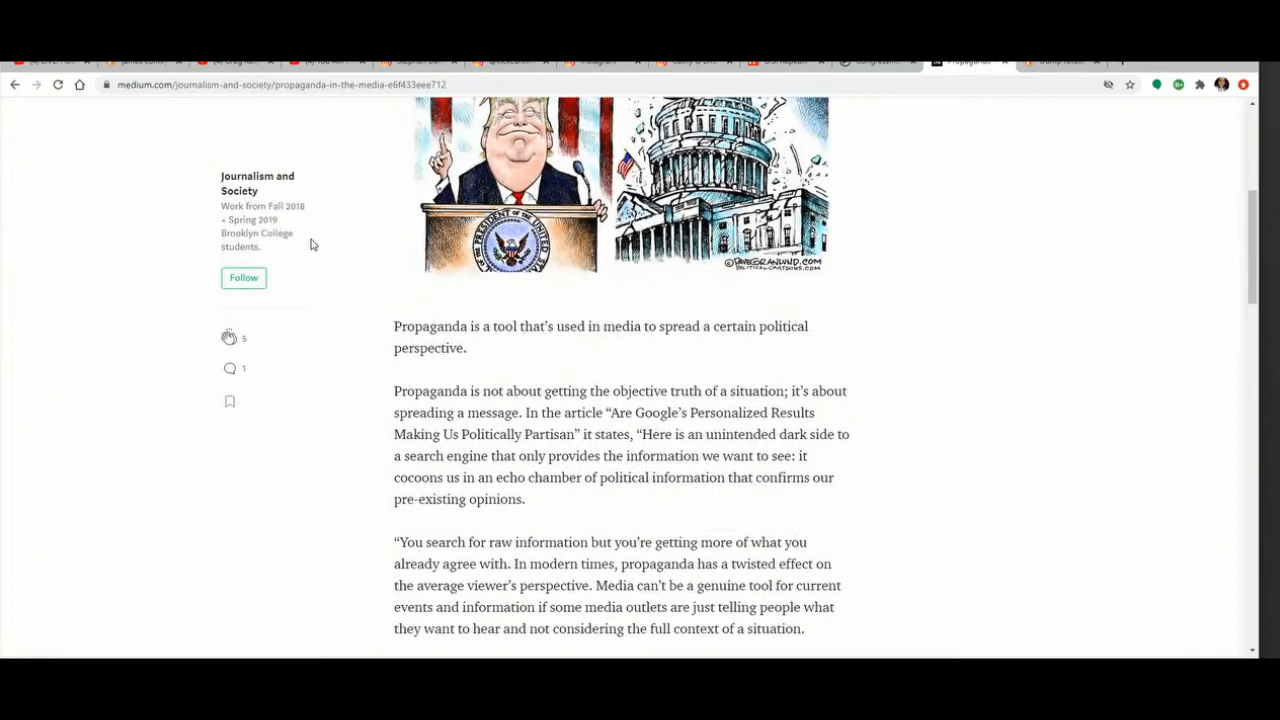 medium.com/journalism-and-society/propaganda-in-the-media-e6f433eee712
PRESIDENT OF THE UNITED
©DAVEGRANLUND.COM
POLITICALCARTOONS.COM
Journalism and
Society
Work from Fall 2018
+ Spring 2019
Brooklyn College
students.
Follow
5
1
Propaganda is a tool that’s used in media to spread a certain political
perspective.
Propaganda is not about getting the objective truth of a situation; it’s about
spreading a message. In the article “Are Google’s Personalized Results
Making Us Politically Partisan” it states, “Here is an unintended dark side to
a search engine that only provides the information we want to see: it
cocoons us in an echo chamber of political information that confirms our
pre-existing opinions.
“You search for raw information but you’re getting more of what you
already agree with. In modern times, propaganda has a twisted effect on
the average viewer’s perspective. Media can’t be a genuine tool for current
events and information if some media outlets are just telling people what
they want to hear and not considering the full context of a situation.